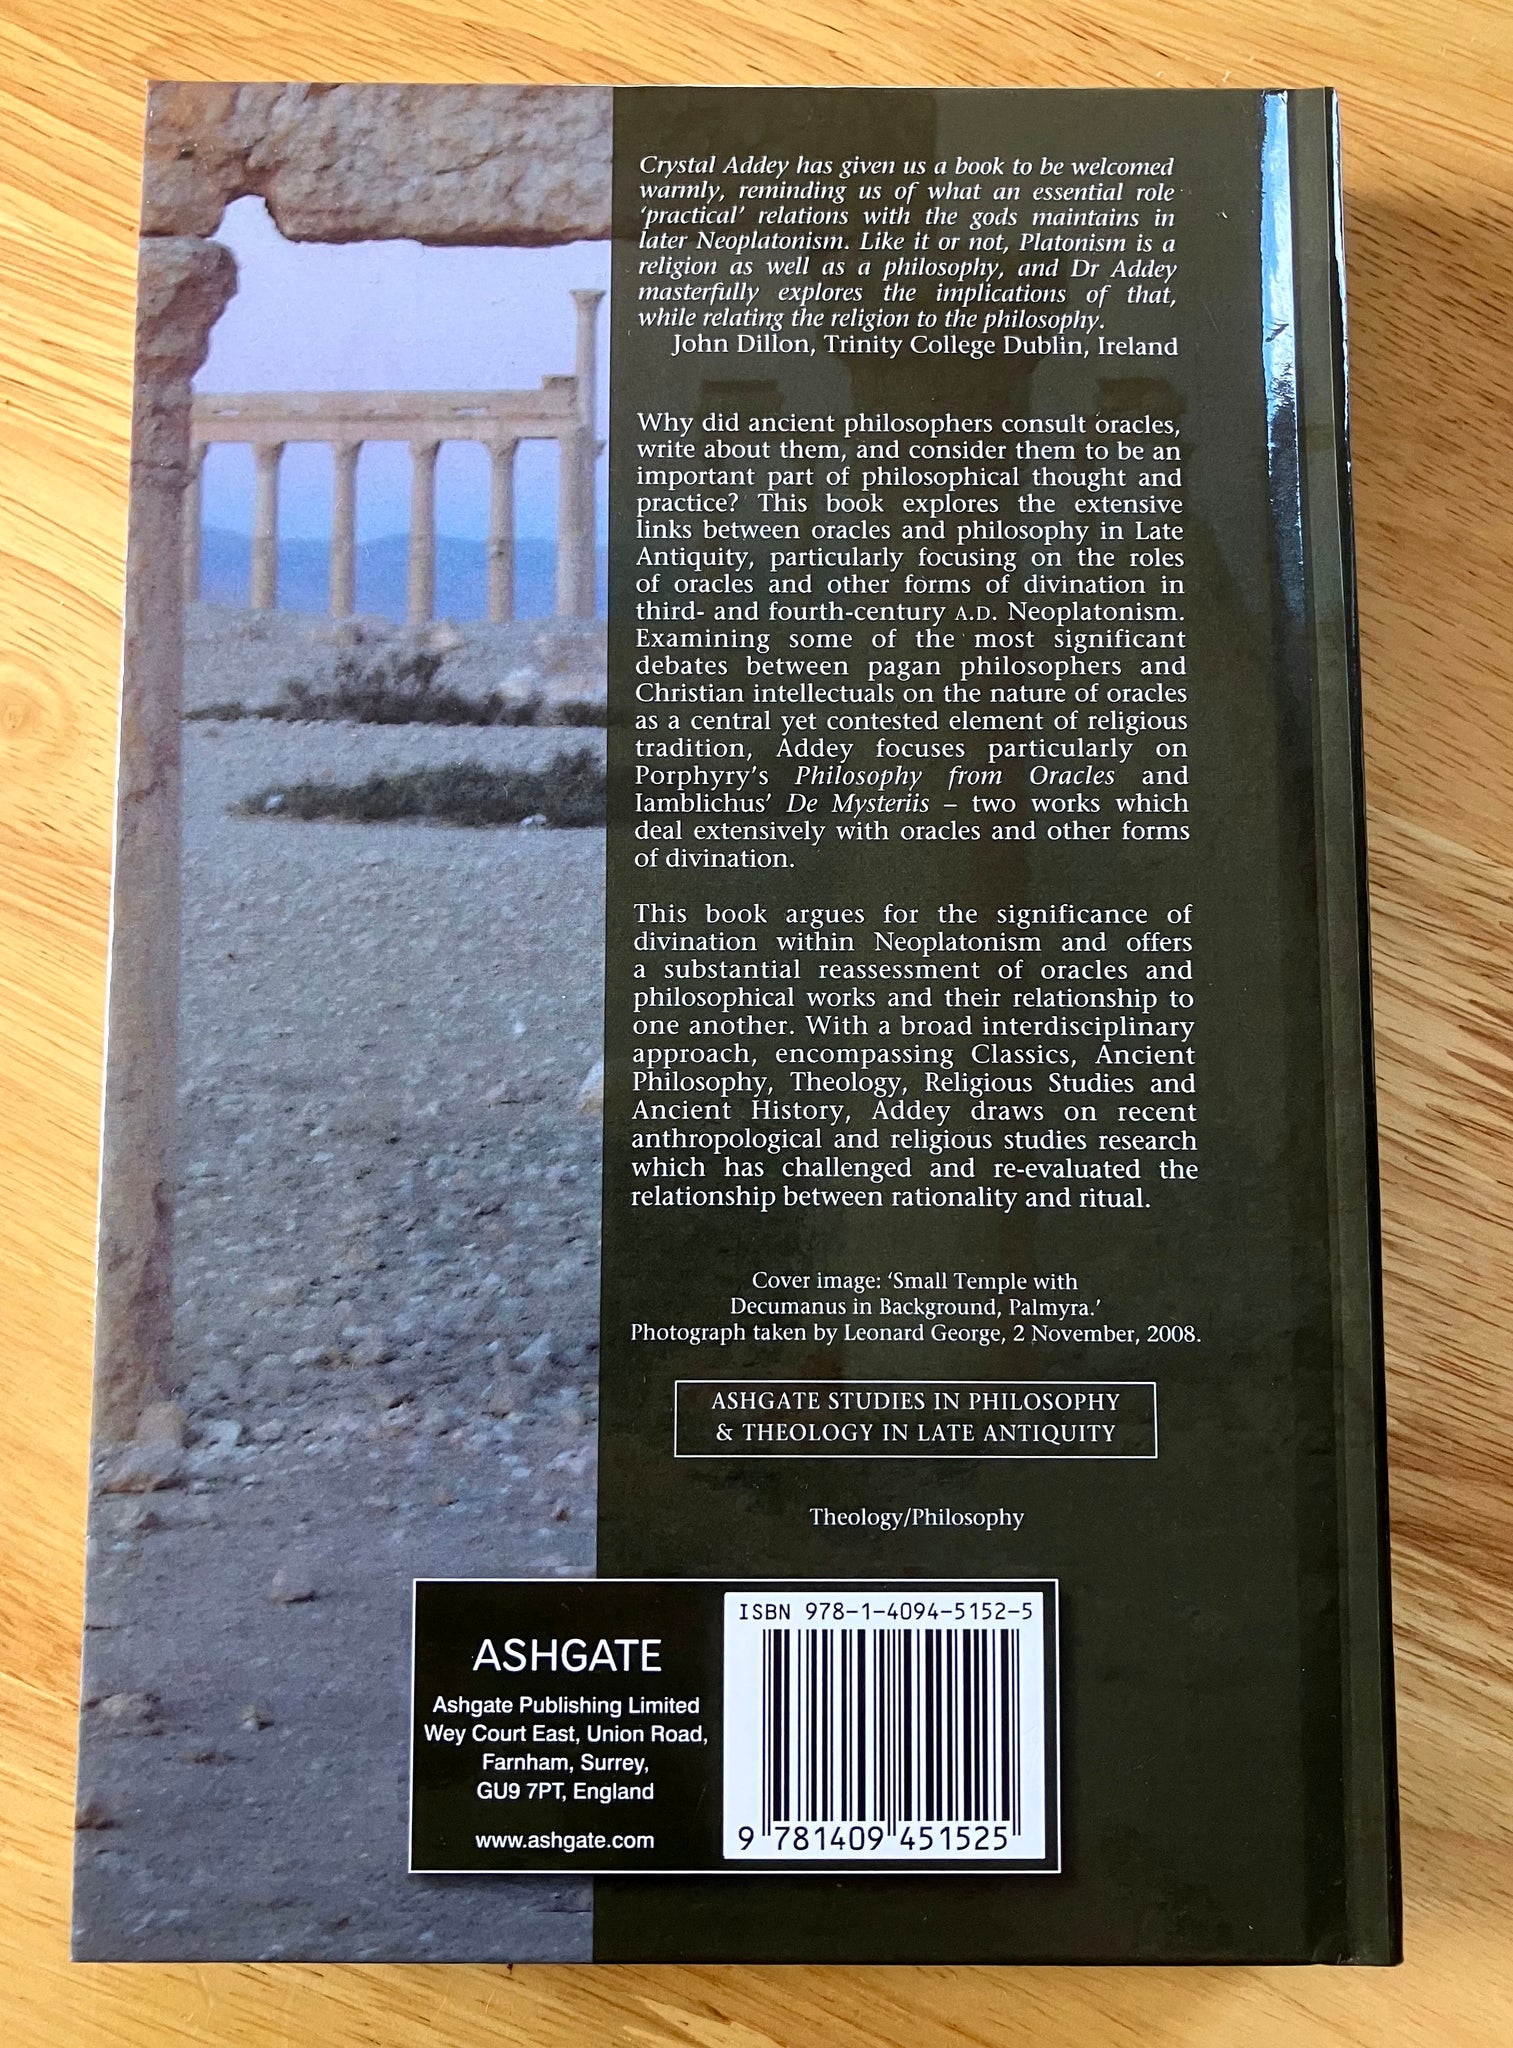 Crystal Addey has given us a book to be welcomed
warmly, reminding us of what an essential role
'practical' relations with the gods maintains in
later Neoplatonism. Like it or not, Platonism is a
religion as well as a philosophy, and Dr Addey
masterfully explores the implications of that,
while relating the religion to the philosophy.
John Dillon, Trinity College Dublin, Ireland
Why did ancient philosophers consult oracles,
write about them, and consider them to be an
important part of philosophical thought and
practice? This book explores the extensive
links between oracles and philosophy in Late
Antiquity, particularly focusing on the roles
of oracles and other forms of divination in
third- and fourth-century A.D. Neoplatonism.
Examining some of the most significant
debates between pagan philosophers and
Christian intellectuals on the nature of oracles
as a central yet contested element of religious
tradition, Addey focuses particularly on
Porphyry's Philosophy from Oracles and
Iamblichus' De Mysteriis – two works which
deal extensively with oracles and other forms
of divination.
This book argues for the significance of
divination within Neoplatonism and offers
a substantial reassessment of oracles and
philosophical works and their relationship to
one another. With a broad interdisciplinary
approach, encompassing Classics, Ancient
Philosophy, Theology, Religious Studies and
Ancient History, Addey draws on recent
anthropological and religious studies research
which has challenged and re-evaluated the
relationship between rationality and ritual.
Cover image: 'Small Temple with
Decumanus in Background, Palmyra.'
Photograph taken by Leonard George, 2 November, 2008.
ASHGATE STUDIES IN PHILOSOPHY
& THEOLOGY IN LATE ANTIQUITY
Theology/Philosophy
ASHGATE
Ashgate Publishing Limited
Wey Court East, Union Road,
Farnham, Surrey,
GU9 7PT, England
www.ashgate.com
ISBN 978-1-4094-5152-5
9 781409 451525